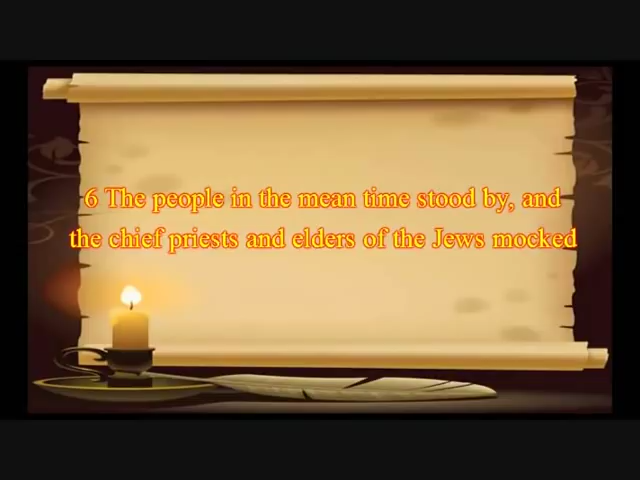 6 The people in the mean time stood by, and
the chief priests and elders of the Jews mocked